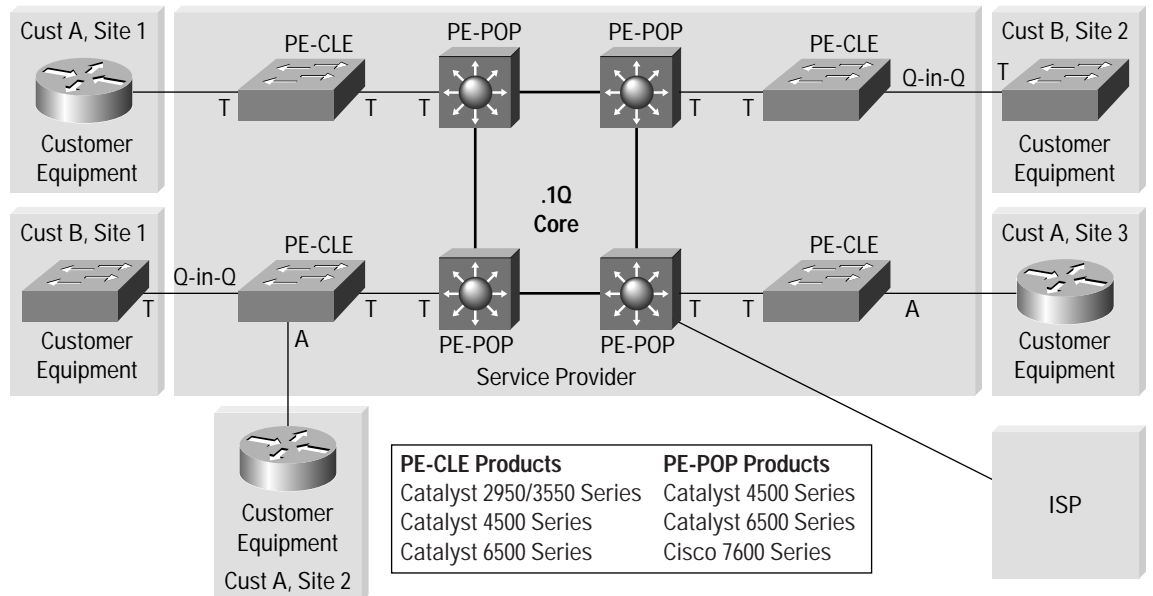 Cust A, Site 1
PE-CLE
PE-POP
PE-POP
PE-CLE
Cust B, Site 2
T
T
T
T
T
Q-in-Q
T
Customer
Equipment
Customer
Equipment
.1Q
Core
Cust B, Site 1
PE-CLE
PE-CLE
Cust A, Site 3
Q-in-Q
T
T
T
T
T
A
A
PE-POP
PE-POP
Customer
Equipment
Customer
Equipment
Service Provider
Customer
Equipment
Cust A, Site 2
PE-CLE Products
Catalyst 2950/3550 Series
Catalyst 4500 Series
Catalyst 6500 Series
PE-POP Products
Catalyst 4500 Series
Catalyst 6500 Series
Cisco 7600 Series
ISP